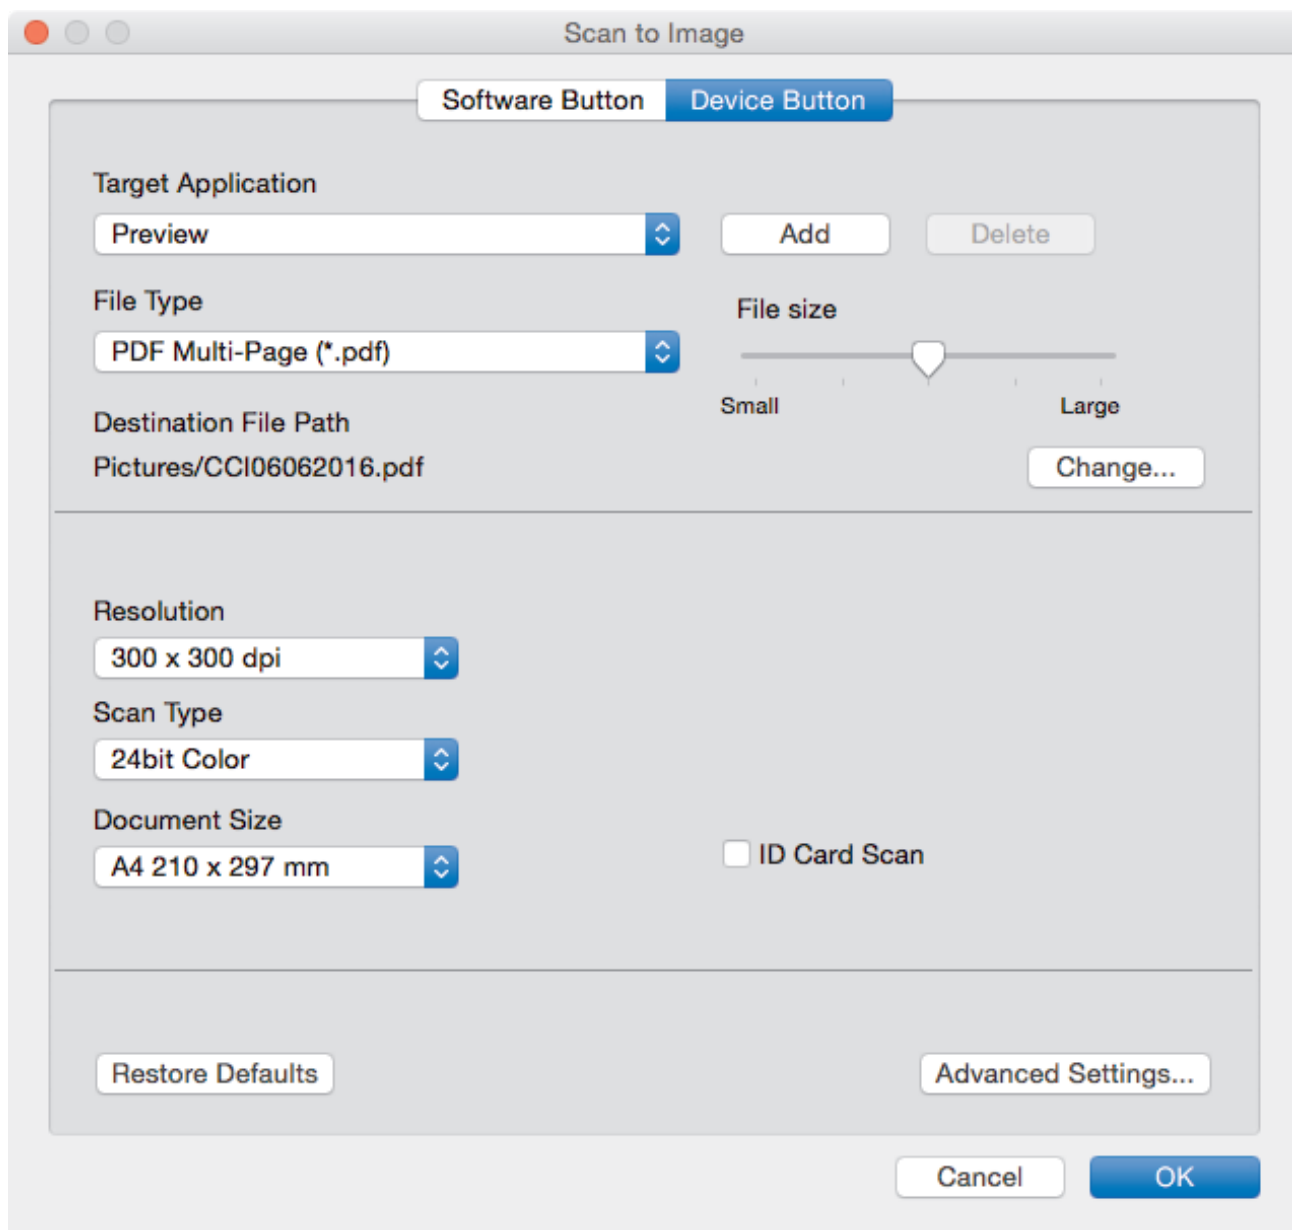 Scan to Image
Software Button Device Button
Target Application
Preview Add Delete
File Type
File size
PDF Multi-Page (*.pdf)
Small Large
Destination File Path
Pictures/CCI06062016.pdf Change...
Resolution
300 x 300 dpi
Scan Type
24bit Color
Document Size
A4 210 x 297 mm ID Card Scan
Restore Defaults Advanced Settings...
Cancel OK